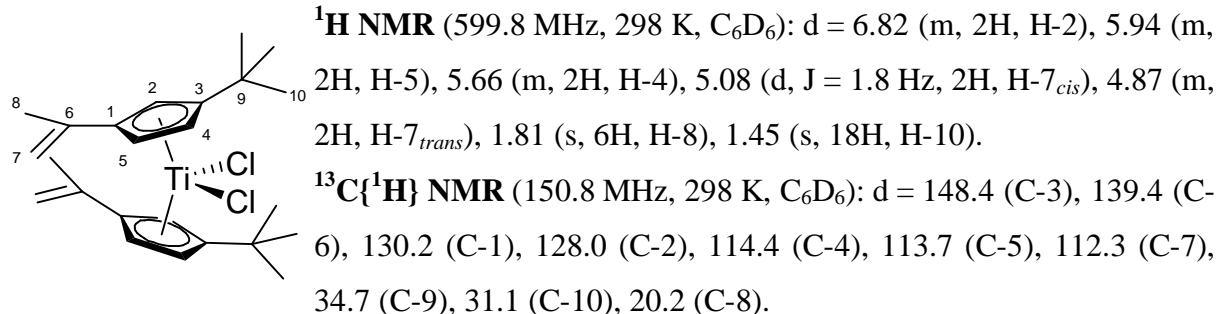 ¹H NMR (599.8 MHz, 298 K, C₆D₆): d = 6.82 (m, 2H, H-2), 5.94 (m,
2H, H-5), 5.66 (m, 2H, H-4), 5.08 (d, J = 1.8 Hz, 2H, H-7cis), 4.87 (m,
2H, H-7trans), 1.81 (s, 6H, H-8), 1.45 (s, 18H, H-10).
¹³C{¹H} NMR (150.8 MHz, 298 K, C₆D₆): d = 148.4 (C-3), 139.4 (C-
6), 130.2 (C-1), 128.0 (C-2), 114.4 (C-4), 113.7 (C-5), 112.3 (C-7),
34.7 (C-9), 31.1 (C-10), 20.2 (C-8).
8
6
1
2
3
9
10
4
7
5
Cl
Ti
Cl